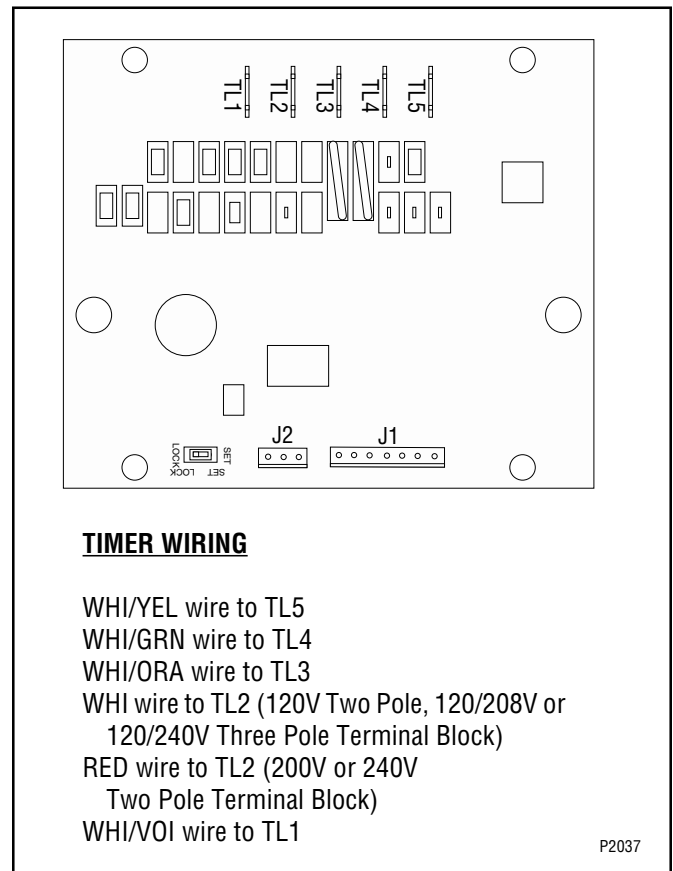 TL1 TL2 TL3 TL4 TL5
J2 J1
LOCK SET
LOCK SET
TIMER WIRING
WHI/YEL wire to TL5
WHI/GRN wire to TL4
WHI/ORA wire to TL3
WHI wire to TL2 (120V Two Pole, 120/208V or
120/240V Three Pole Terminal Block)
RED wire to TL2 (200V or 240V
Two Pole Terminal Block)
WHI/VOI wire to TL1
P2037